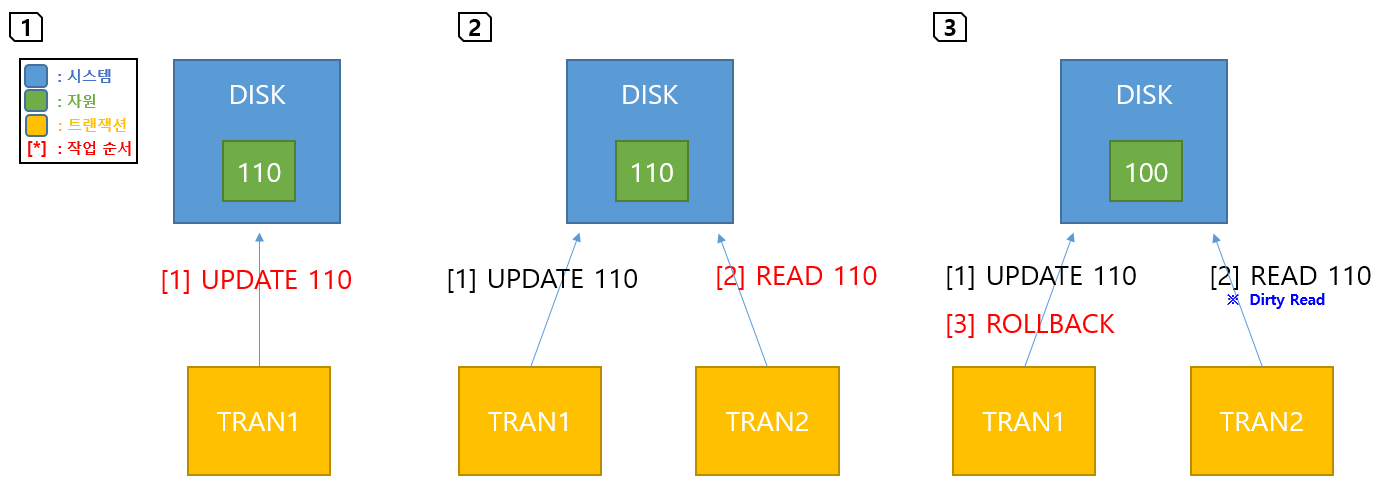 1
: 시스템
: 자원
: 트랜잭션
[*] : 작업 순서
DISK
110
[1] UPDATE 110
TRAN1
2
DISK
110
[1] UPDATE 110
[2] READ 110
TRAN1
TRAN2
3
DISK
100
[1] UPDATE 110
[2] READ 110
※ Dirty Read
[3] ROLLBACK
TRAN1
TRAN2